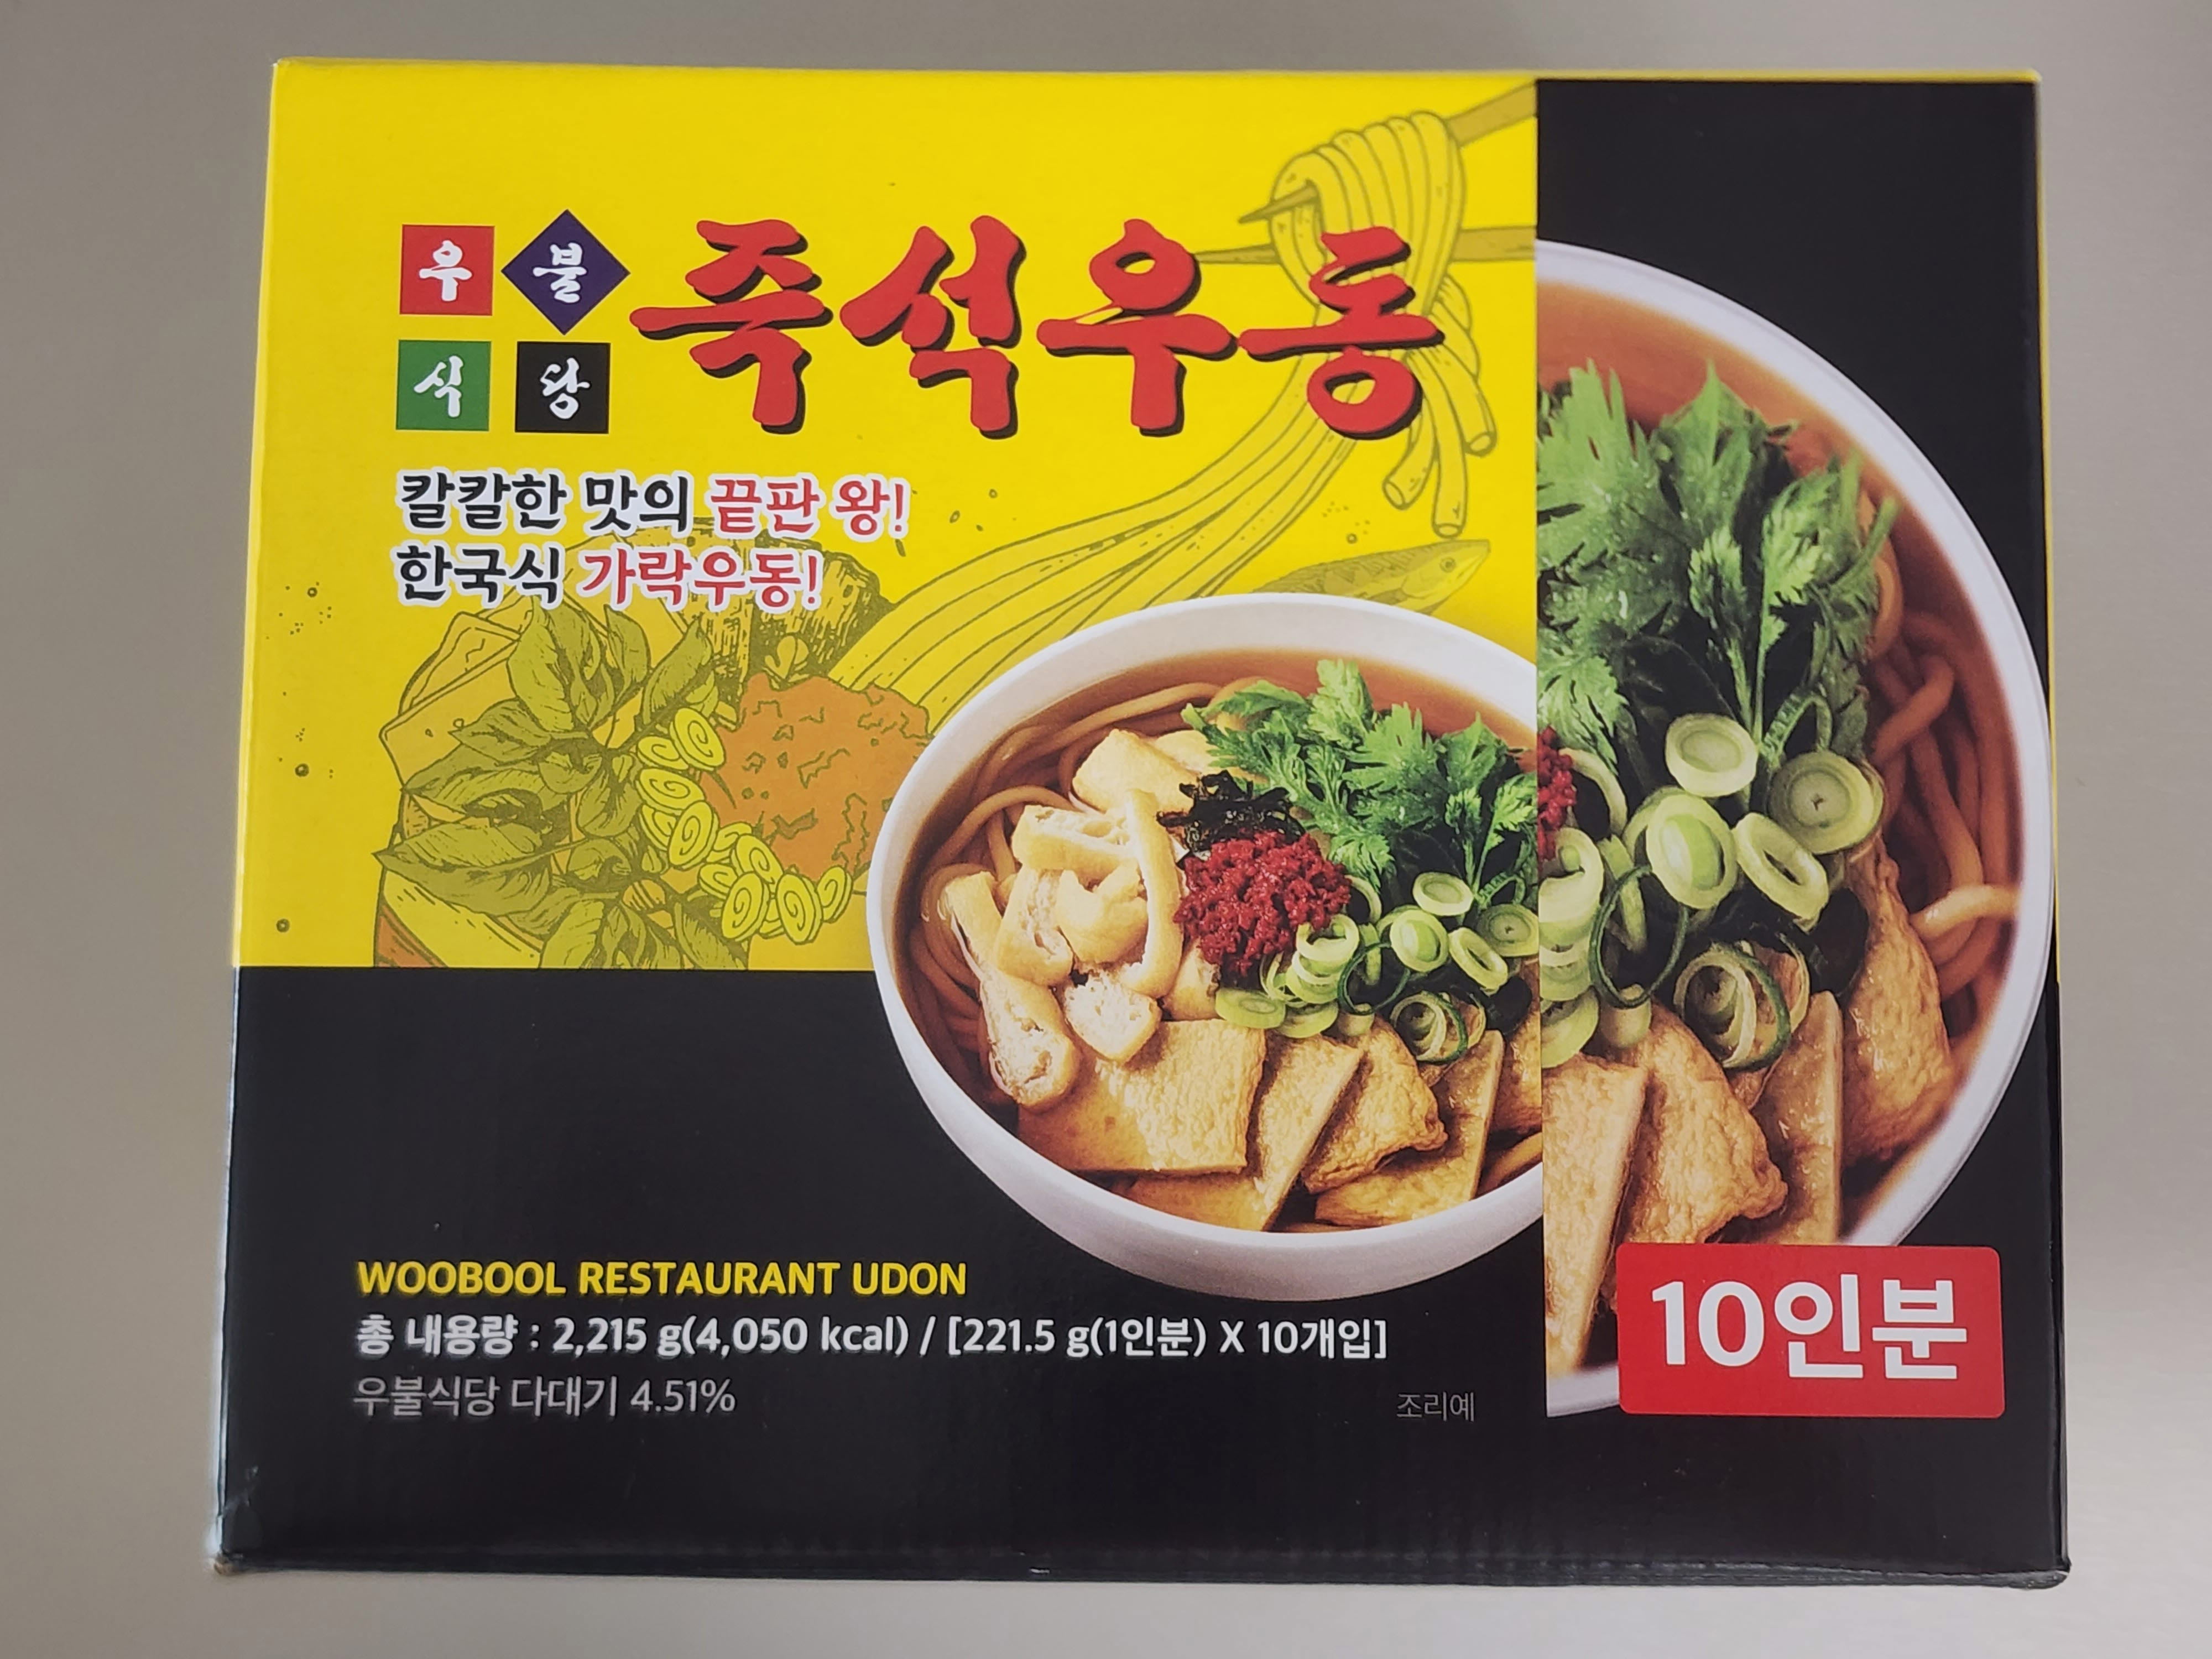 우불식당 즉석우동
칼칼한 맛의 끝판 왕!
한국식 가락우동!
WOOBOOL RESTAURANT UDON
총 내용량 : 2,215 g(4,050 kcal) / [221.5 g(1인분) X 10개입]
우불식당 다대기 4.51%
조리예
10인분